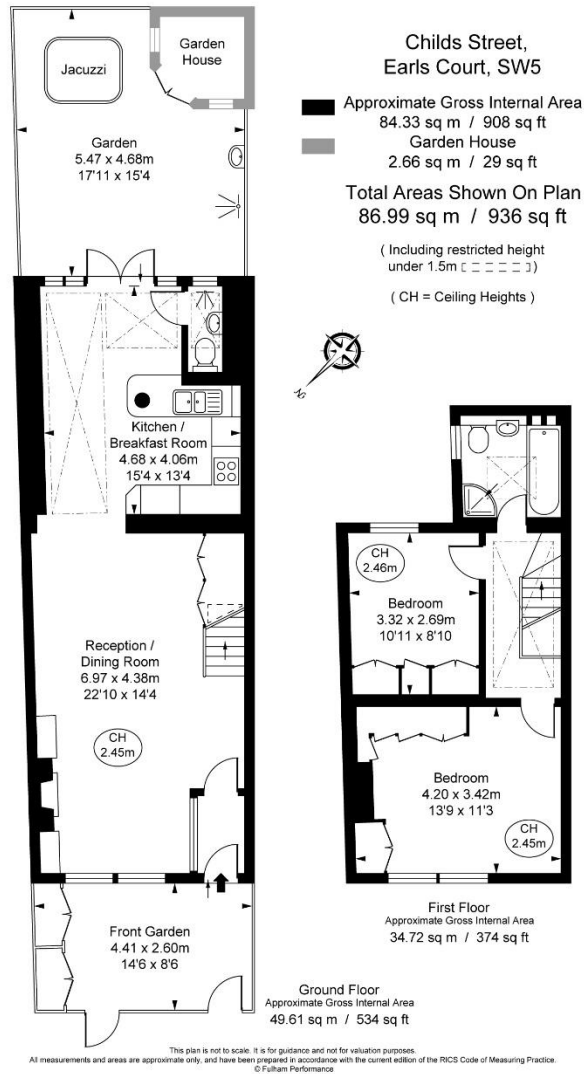 Childs Street,
Earls Court, SW5
Approximate Gross Internal Area
84.33 sq m / 908 sq ft
Garden House
2.66 sq m / 29 sq ft
Total Areas Shown On Plan
86.99 sq m / 936 sq ft
( Including restricted height
under 1.5m )
( CH = Ceiling Heights )
Garden
House
Jacuzzi
Garden
5.47 x 4.68m
17'11 x 15'4
N
Kitchen /
Breakfast Room
4.68 x 4.06m
15'4 x 13'4
Reception /
Dining Room
6.97 x 4.38m
22'10 x 14'4
CH
2.45m
Front Garden
4.41 x 2.60m
14'6 x 8'6
Ground Floor
Approximate Gross Internal Area
49.61 sq m / 534 sq ft
CH
2.46m
Bedroom
3.32 x 2.69m
10'11 x 8'10
Bedroom
4.20 x 3.42m
13'9 x 11'3
CH
2.45m
First Floor
Approximate Gross Internal Area
34.72 sq m / 374 sq ft
This plan is not to scale. It is for guidance and not for valuation purposes.
All measurements and areas are approximate only, and have been prepared in accordance with the current edition of the RICS Code of Measuring Practice.
© Fulham Performance